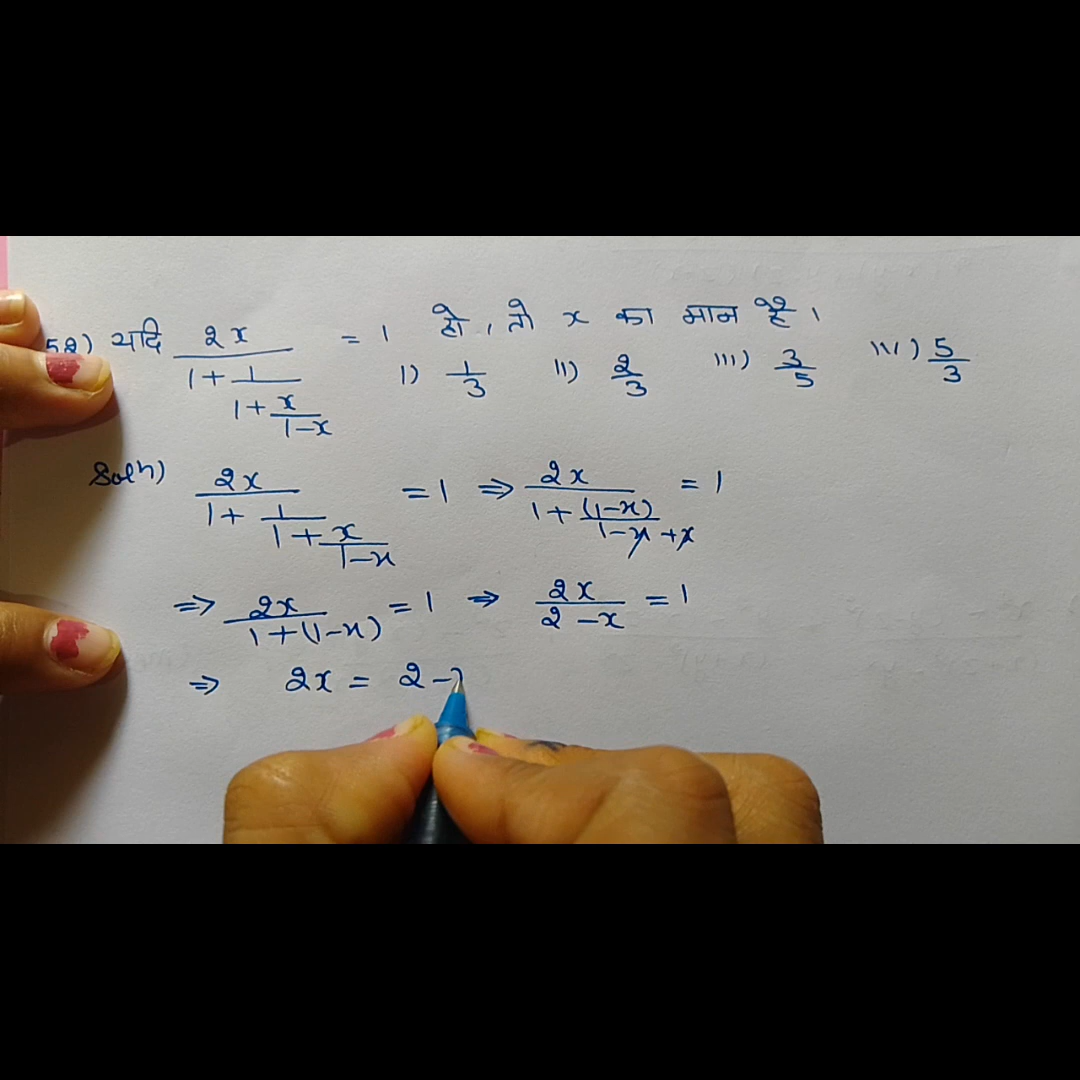 52) यदि 2x / (1 + 1 / (1 + x / (1-x))) = 1 हो, तो x का मान है।
i) 1/3 ii) 2/3 iii) 3/5 iv) 5/3
Soln) 2x / (1 + 1 / (1 + x / (1-x))) = 1 ⇒ 2x / (1 + (1-x) / (1-x+x)) = 1
⇒ 2x / (1+(1-x)) = 1 ⇒ 2x / (2-x) = 1
⇒ 2x = 2-